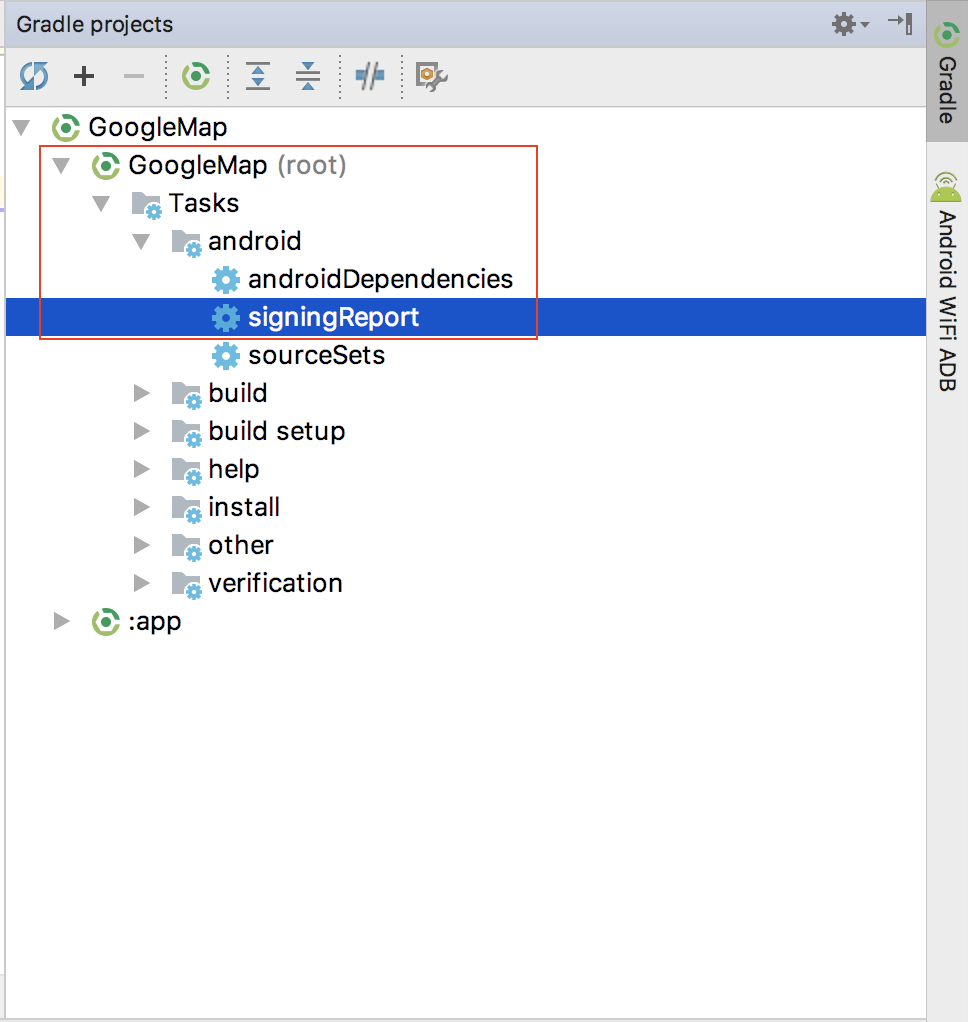 Gradle projects
GoogleMap
GoogleMap (root)
Tasks
android
androidDependencies
signingReport
sourceSets
build
build setup
help
install
other
verification
:app
Gradle
Android WiFi ADB